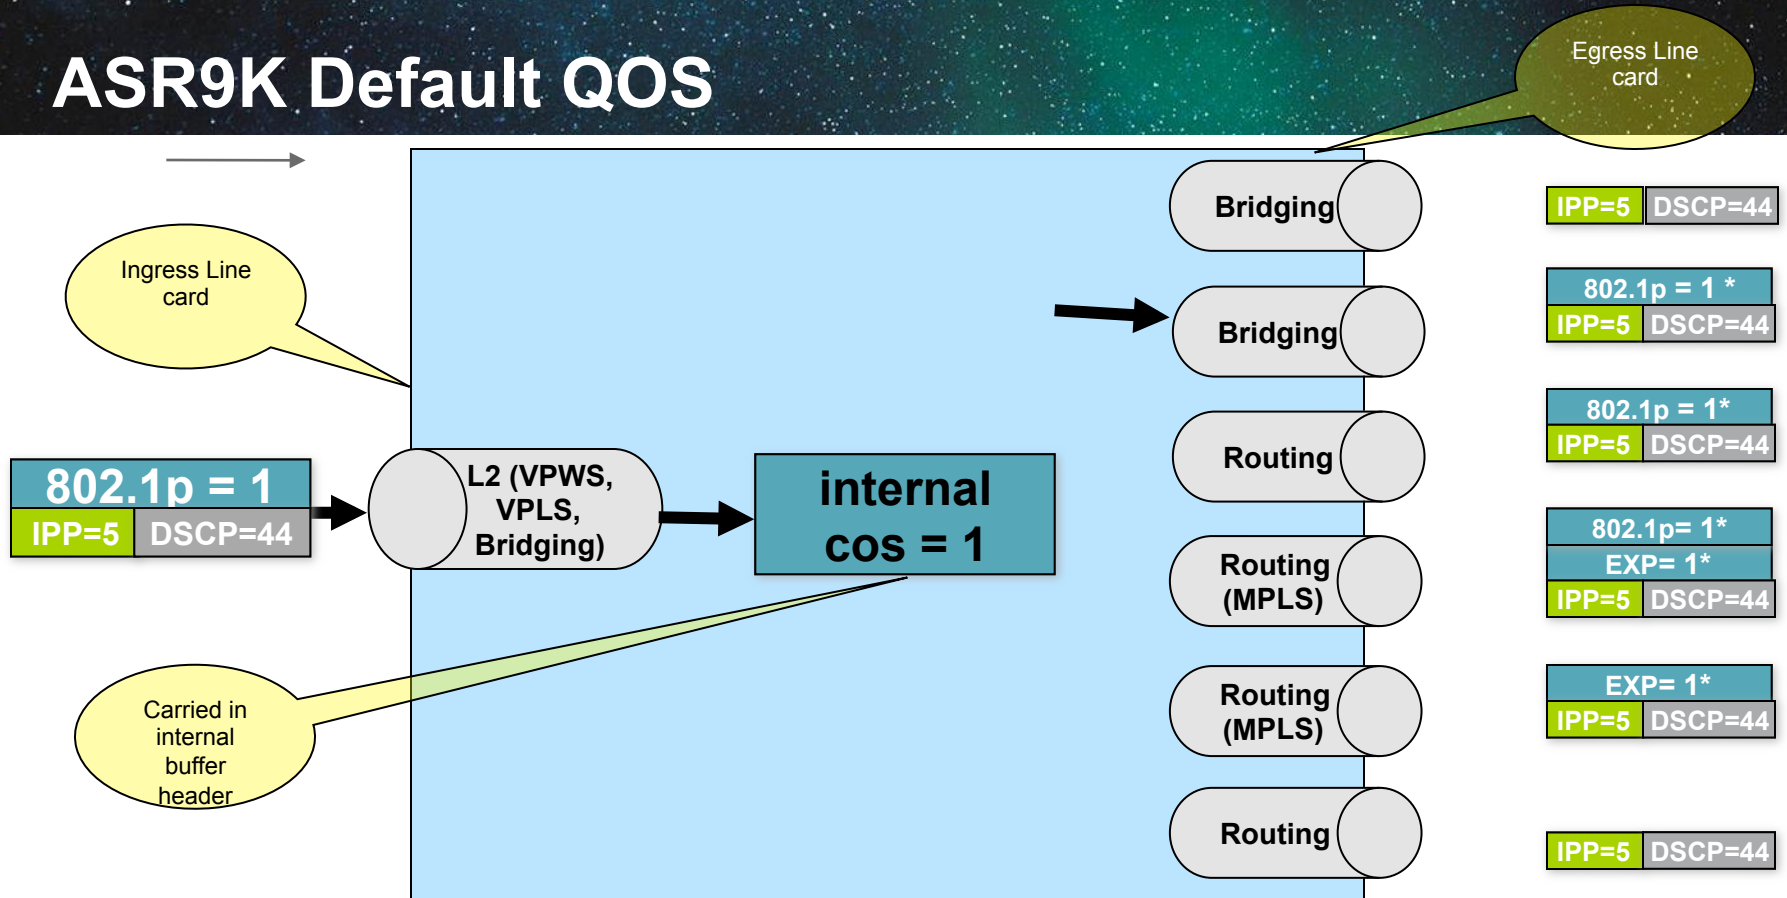 ASR9K Default QOS
Egress Line
card
Ingress Line
card
802.1p = 1
IPP=5 DSCP=44
L2 (VPWS,
VPLS,
Bridging)
internal
cos = 1
Carried in
internal
buffer
header
Bridging
IPP=5 DSCP=44
Bridging
802.1p = 1 *
IPP=5 DSCP=44
Routing
802.1p = 1*
IPP=5 DSCP=44
Routing
(MPLS)
802.1p= 1*
EXP= 1*
IPP=5 DSCP=44
Routing
(MPLS)
EXP= 1*
IPP=5 DSCP=44
Routing
IPP=5 DSCP=44